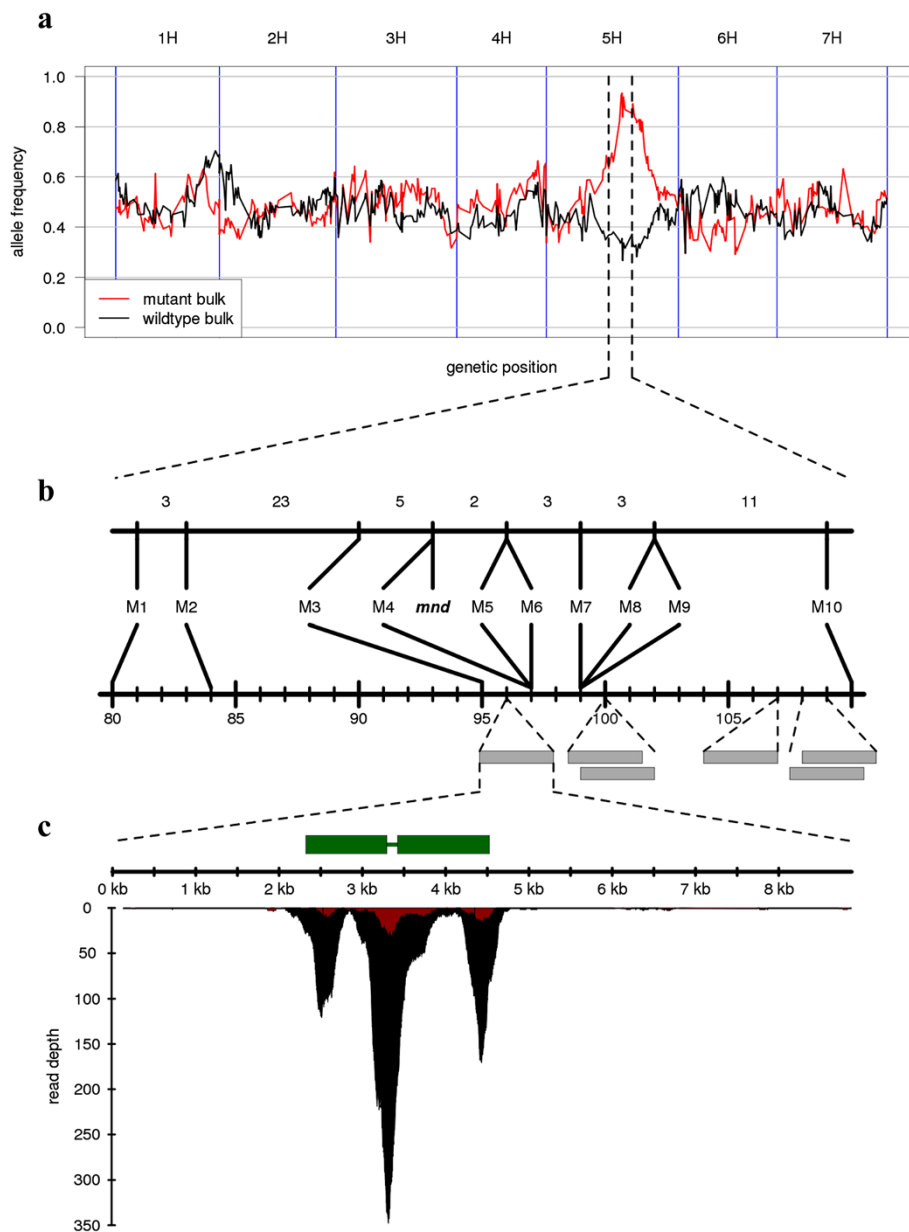 a
1H 2H 3H 4H 5H 6H 7H
1.0
0.8
0.6
0.4
0.2
0.0
allele frequency
mutant bulk
wildtype bulk
genetic position
b
3 23 5 2 3 3 11
M1 M2 M3 M4 mnd M5 M6 M7 M8 M9 M10
80 85 90 95 100 105
c
0 kb 1 kb 2 kb 3 kb 4 kb 5 kb 6 kb 7 kb 8 kb
0
50
100
150
200
250
300
350
read depth